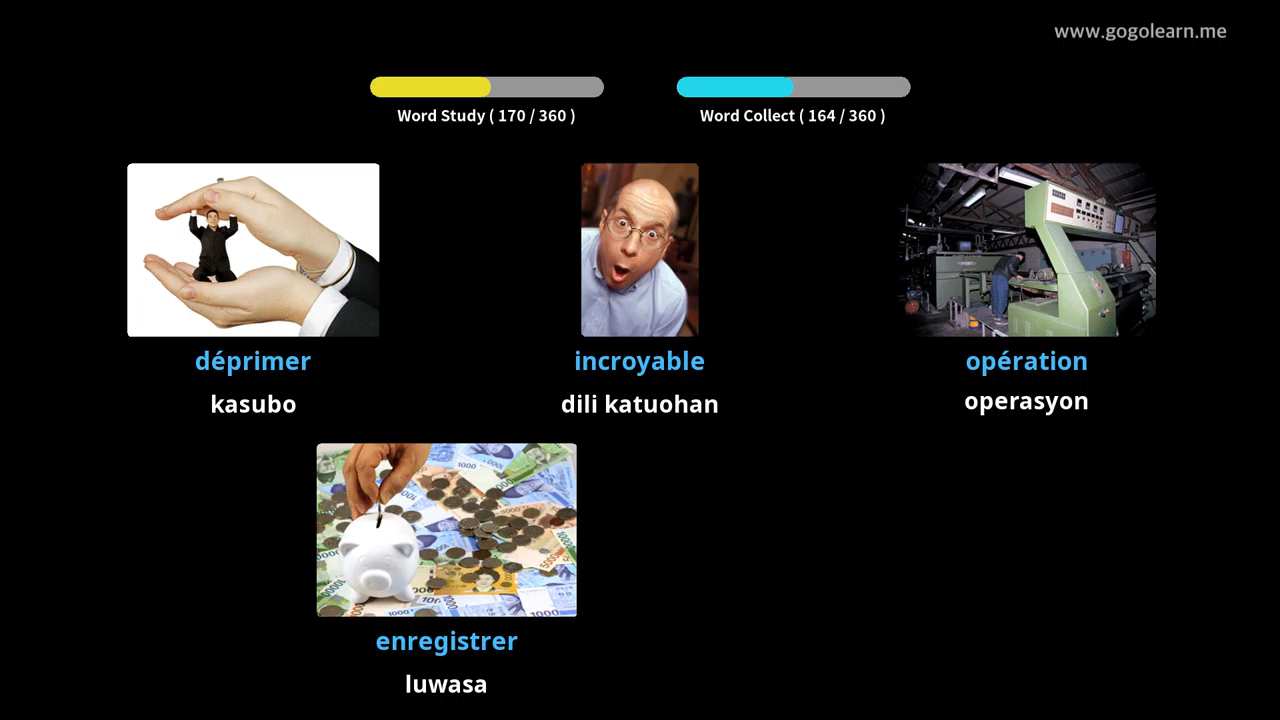 www.gogolearn.me
Word Study ( 170 / 360 )
Word Collect ( 164 / 360 )
déprimer
incroyable
opération
kasubo
dili katuohan
operasyon
enregistrer
luwasa